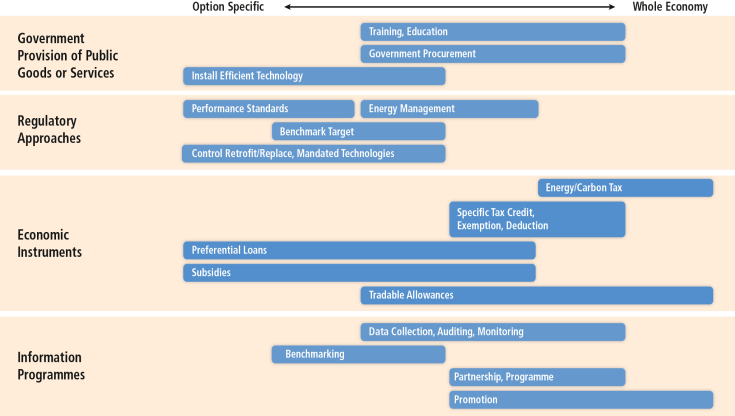 Option Specific
Whole Economy
Government
Provision of Public
Goods or Services
Training, Education
Government Procurement
Install Efficient Technology
Regulatory
Approaches
Performance Standards
Energy Management
Benchmark Target
Control Retrofit/Replace, Mandated Technologies
Economic
Instruments
Energy/Carbon Tax
Specific Tax Credit,
Exemption, Deduction
Preferential Loans
Subsidies
Tradable Allowances
Information
Programmes
Data Collection, Auditing, Monitoring
Benchmarking
Partnership, Programme
Promotion